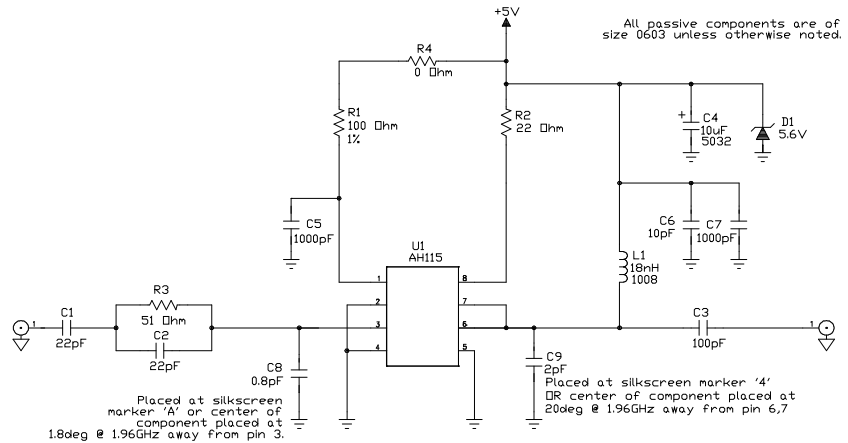 +5V
All passive components are of
size 0603 unless otherwise noted.
R4
0 Ohm
R1
100 Ohm
1%
R2
22 Ohm
+
C4
10uF
5032
D1
5.6V
C5
1000pF
C6
10pF
C7
1000pF
U1
AH115
L1
18nH
1008
1
2
3
4
8
7
6
5
R3
51 Ohm
C1
22pF
C2
22pF
1
C3
100pF
1
C8
0.8pF
C9
2pF
Placed at silkscreen
marker 'A' or center of
component placed at
1.8deg @ 1.96GHz away from pin 3.
Placed at silkscreen marker '4'
OR center of component placed at
20deg @ 1.96GHz away from pin 6,7